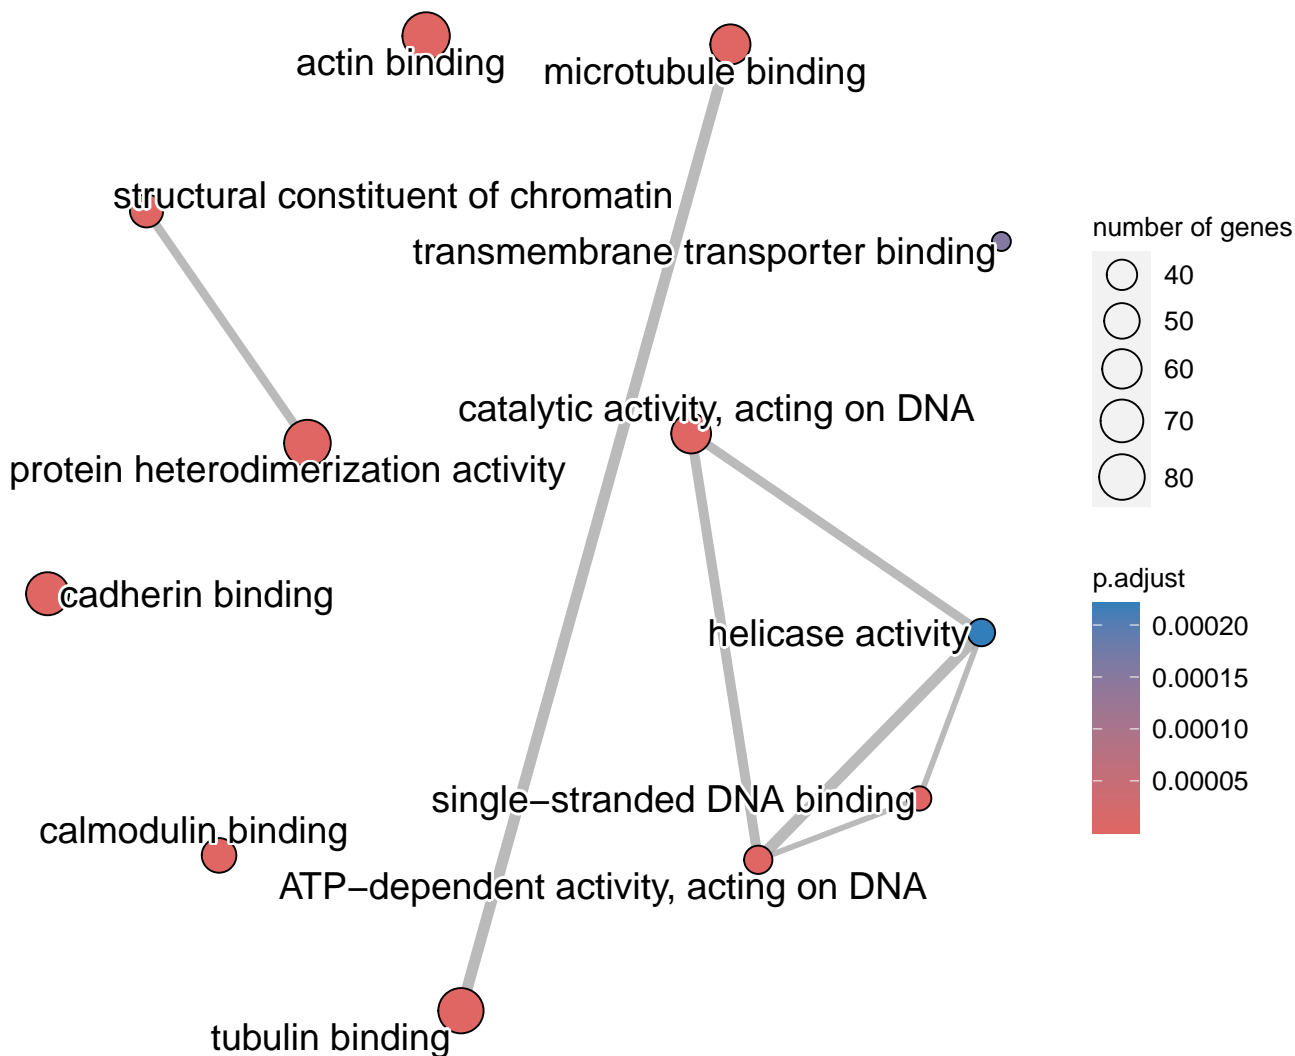 actin binding
microtubule binding
structural constituent of chromatin
transmembrane transporter binding
catalytic activity, acting on DNA
protein heterodimerization activity
cadherin binding
helicase activity
single−stranded DNA binding
calmodulin binding
ATP−dependent activity, acting on DNA
tubulin binding
number of genes
40
50
60
70
80
p.adjust
0.00020
0.00015
0.00010
0.00005